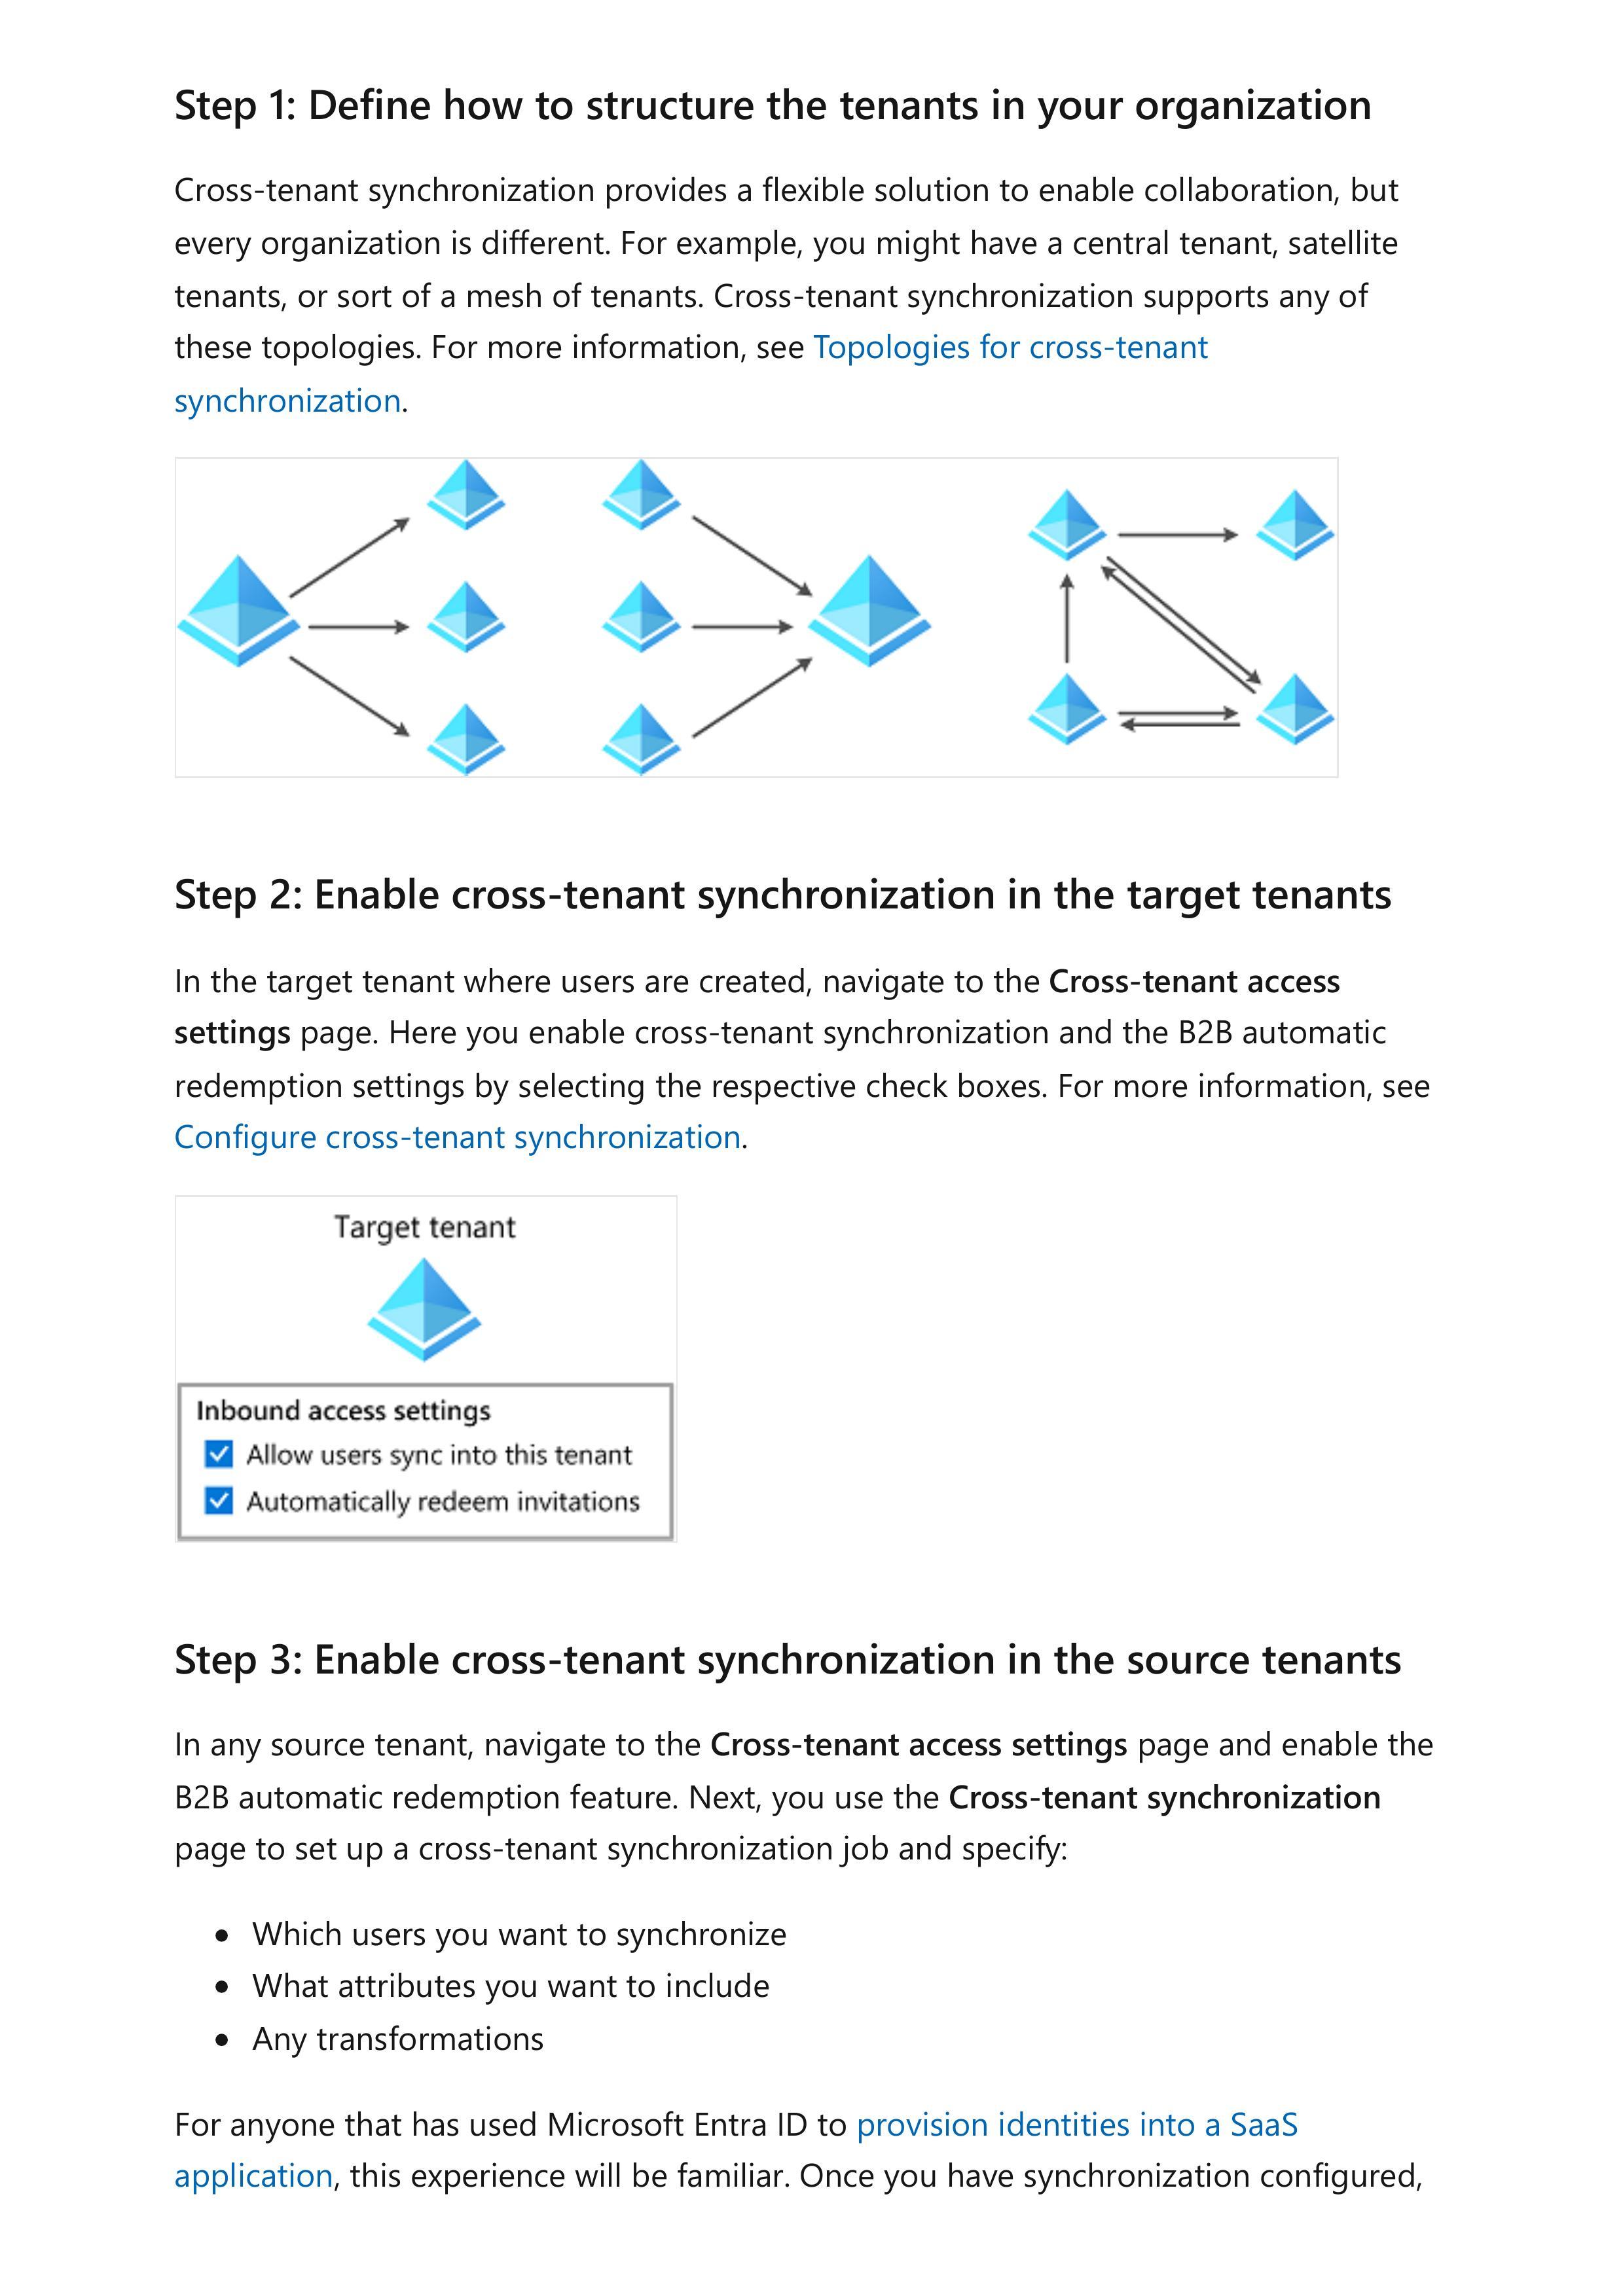 Step 1: Define how to structure the tenants in your organization
Cross-tenant synchronization provides a flexible solution to enable collaboration, but
every organization is different. For example, you might have a central tenant, satellite
tenants, or sort of a mesh of tenants. Cross-tenant synchronization supports any of
these topologies. For more information, see Topologies for cross-tenant
synchronization.
Step 2: Enable cross-tenant synchronization in the target tenants
In the target tenant where users are created, navigate to the Cross-tenant access
settings page. Here you enable cross-tenant synchronization and the B2B automatic
redemption settings by selecting the respective check boxes. For more information, see
Configure cross-tenant synchronization.
Target tenant
Inbound access settings
Allow users sync into this tenant
Automatically redeem invitations
Step 3: Enable cross-tenant synchronization in the source tenants
In any source tenant, navigate to the Cross-tenant access settings page and enable the
B2B automatic redemption feature. Next, you use the Cross-tenant synchronization
page to set up a cross-tenant synchronization job and specify:
• Which users you want to synchronize
• What attributes you want to include
• Any transformations
For anyone that has used Microsoft Entra ID to provision identities into a SaaS
application, this experience will be familiar. Once you have synchronization configured,